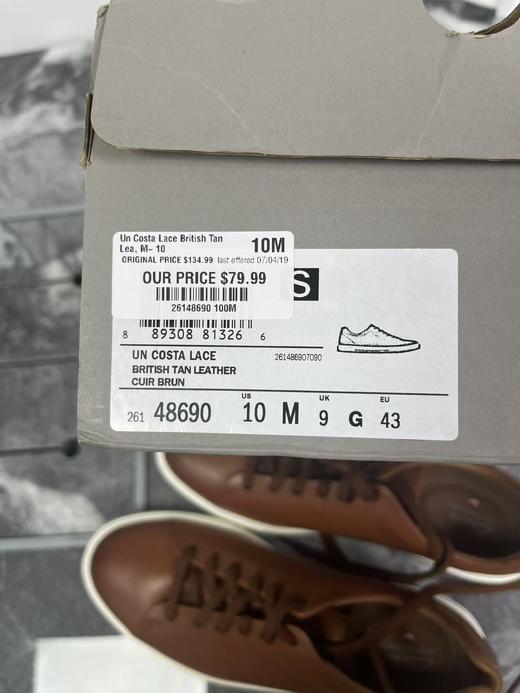 Un Costa Lace British Tan
Lea, M- 10
10M
ORIGINAL PRICE $134.99 last offered 07/04/19
OUR PRICE $79.99
26148690 100M
S
8 89308 81326 6
UN COSTA LACE
261486907090
BRITISH TAN LEATHER
CUIR BRUN
US UK EU
261 48690 10 M 9 G 43